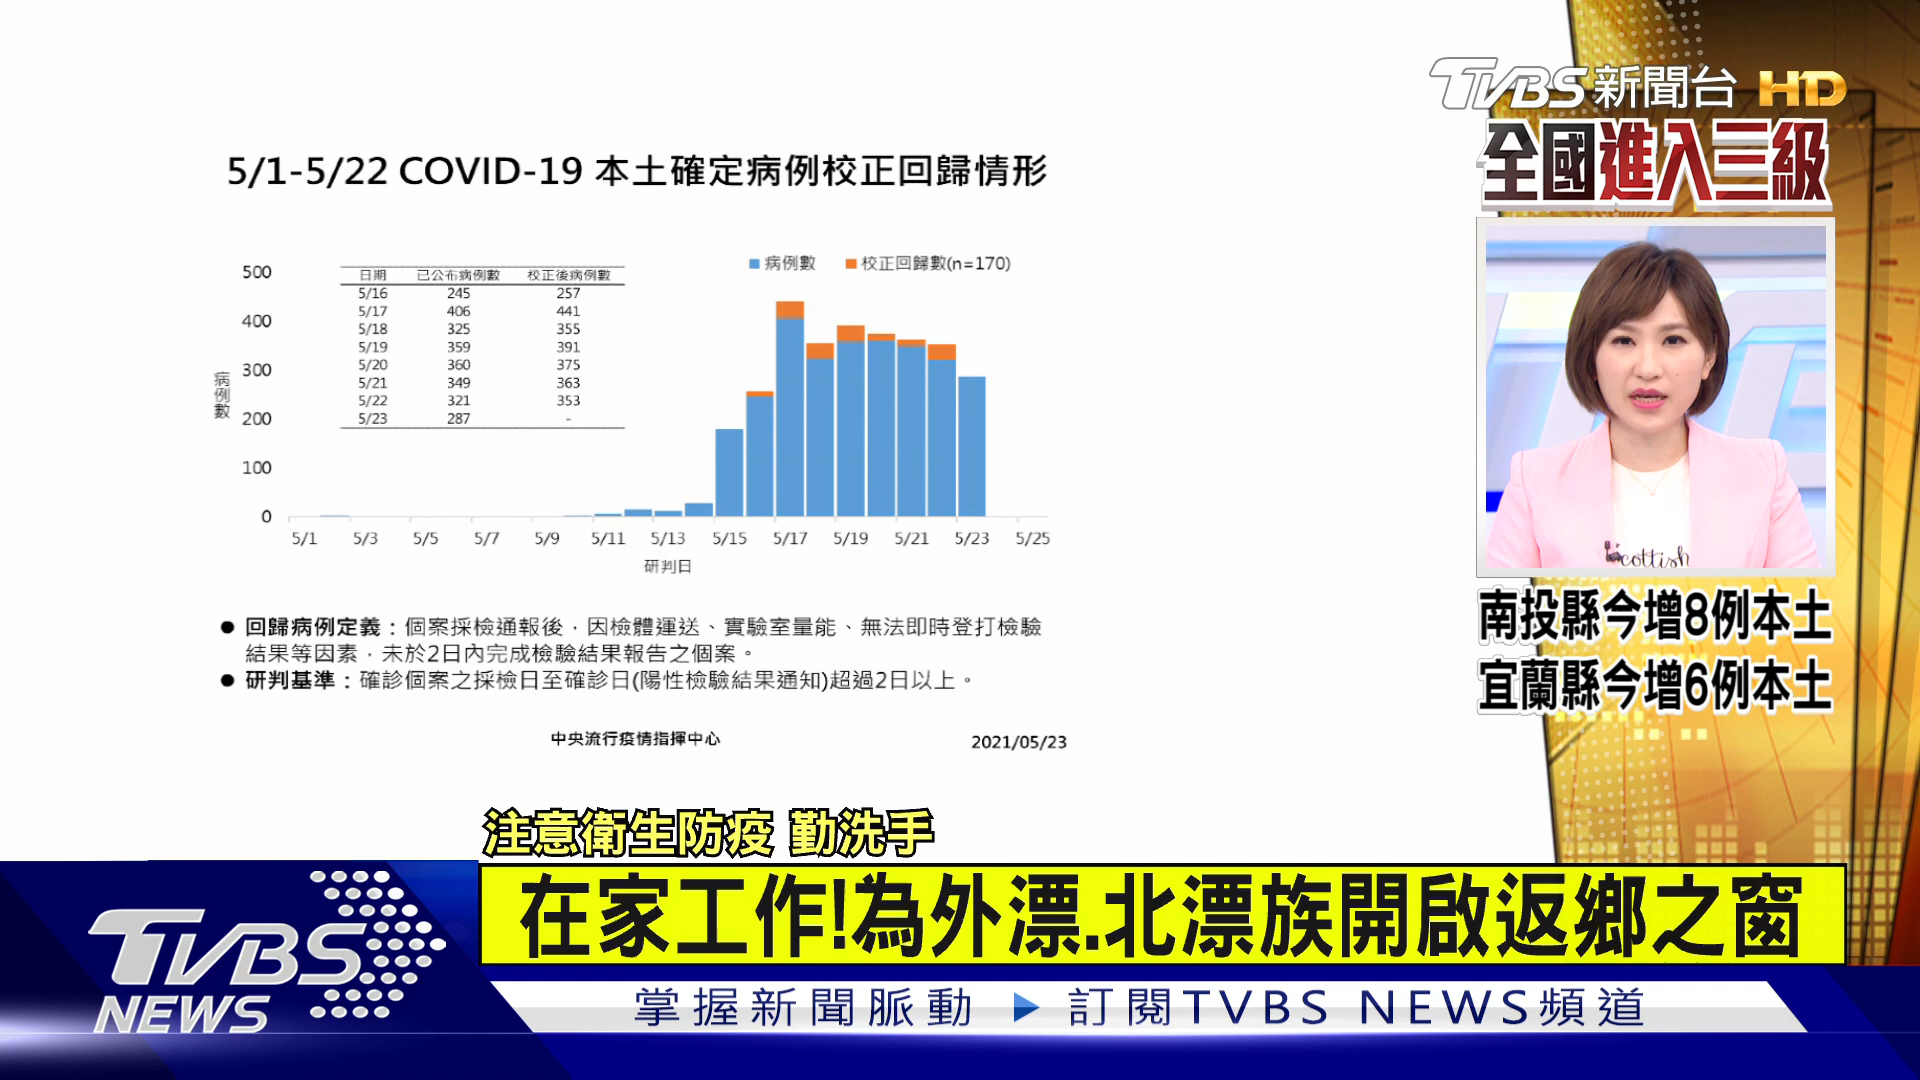 TVBS新聞台 HD
全國進入三級
5/1-5/22 COVID-19 本土確定病例校正回歸情形
病例數 校正回歸數(n=170)
500
400
300
200
100
0
病例數
日期 已公布病例數 校正後病例數
5/16 245 257
5/17 406 441
5/18 325 355
5/19 359 391
5/20 360 375
5/21 349 363
5/22 321 353
5/23 287 -
5/1 5/3 5/5 5/7 5/9 5/11 5/13 5/15 5/17 5/19 5/21 5/23 5/25
研判日
● 回歸病例定義：個案採檢通報後，因檢體運送、實驗室量能、無法即時登打檢驗
結果等因素，未於2日內完成檢驗結果報告之個案。
● 研判基準：確診個案之採檢日至確診日(陽性檢驗結果通知)超過2日以上。
中央流行疫情指揮中心 2021/05/23
Scottish
南投縣今增8例本土
宜蘭縣今增6例本土
注意衛生防疫 勤洗手
在家工作!為外漂.北漂族開啟返鄉之窗
TVBS
NEWS
掌握新聞脈動 ▶ 訂閱TVBS NEWS頻道